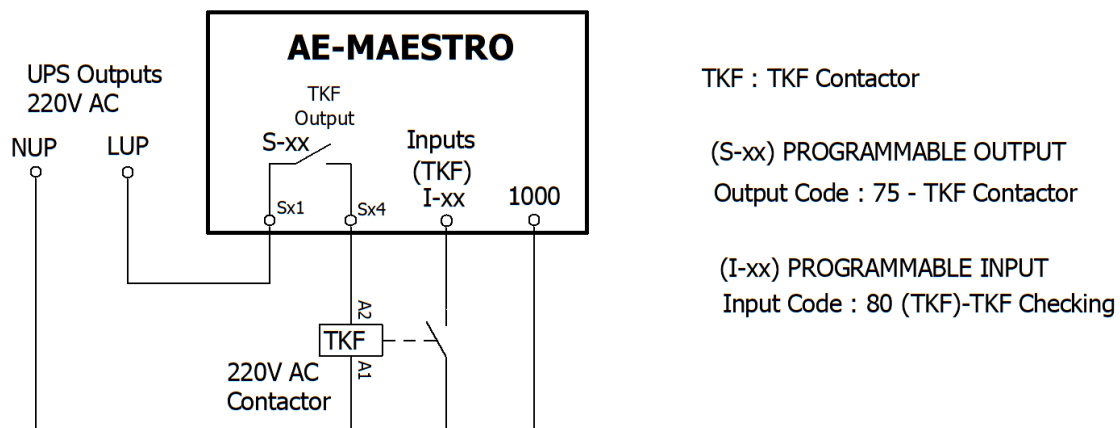 AE-MAESTRO
UPS Outputs
220V AC
NUP
LUP
TKF
Output
S-xx
Sx1
Sx4
Inputs
(TKF)
I-xx
1000
A2
TKF
A1
220V AC
Contactor
TKF : TKF Contactor
(S-xx) PROGRAMMABLE OUTPUT
Output Code : 75 - TKF Contactor
(I-xx) PROGRAMMABLE INPUT
Input Code : 80 (TKF)-TKF Checking